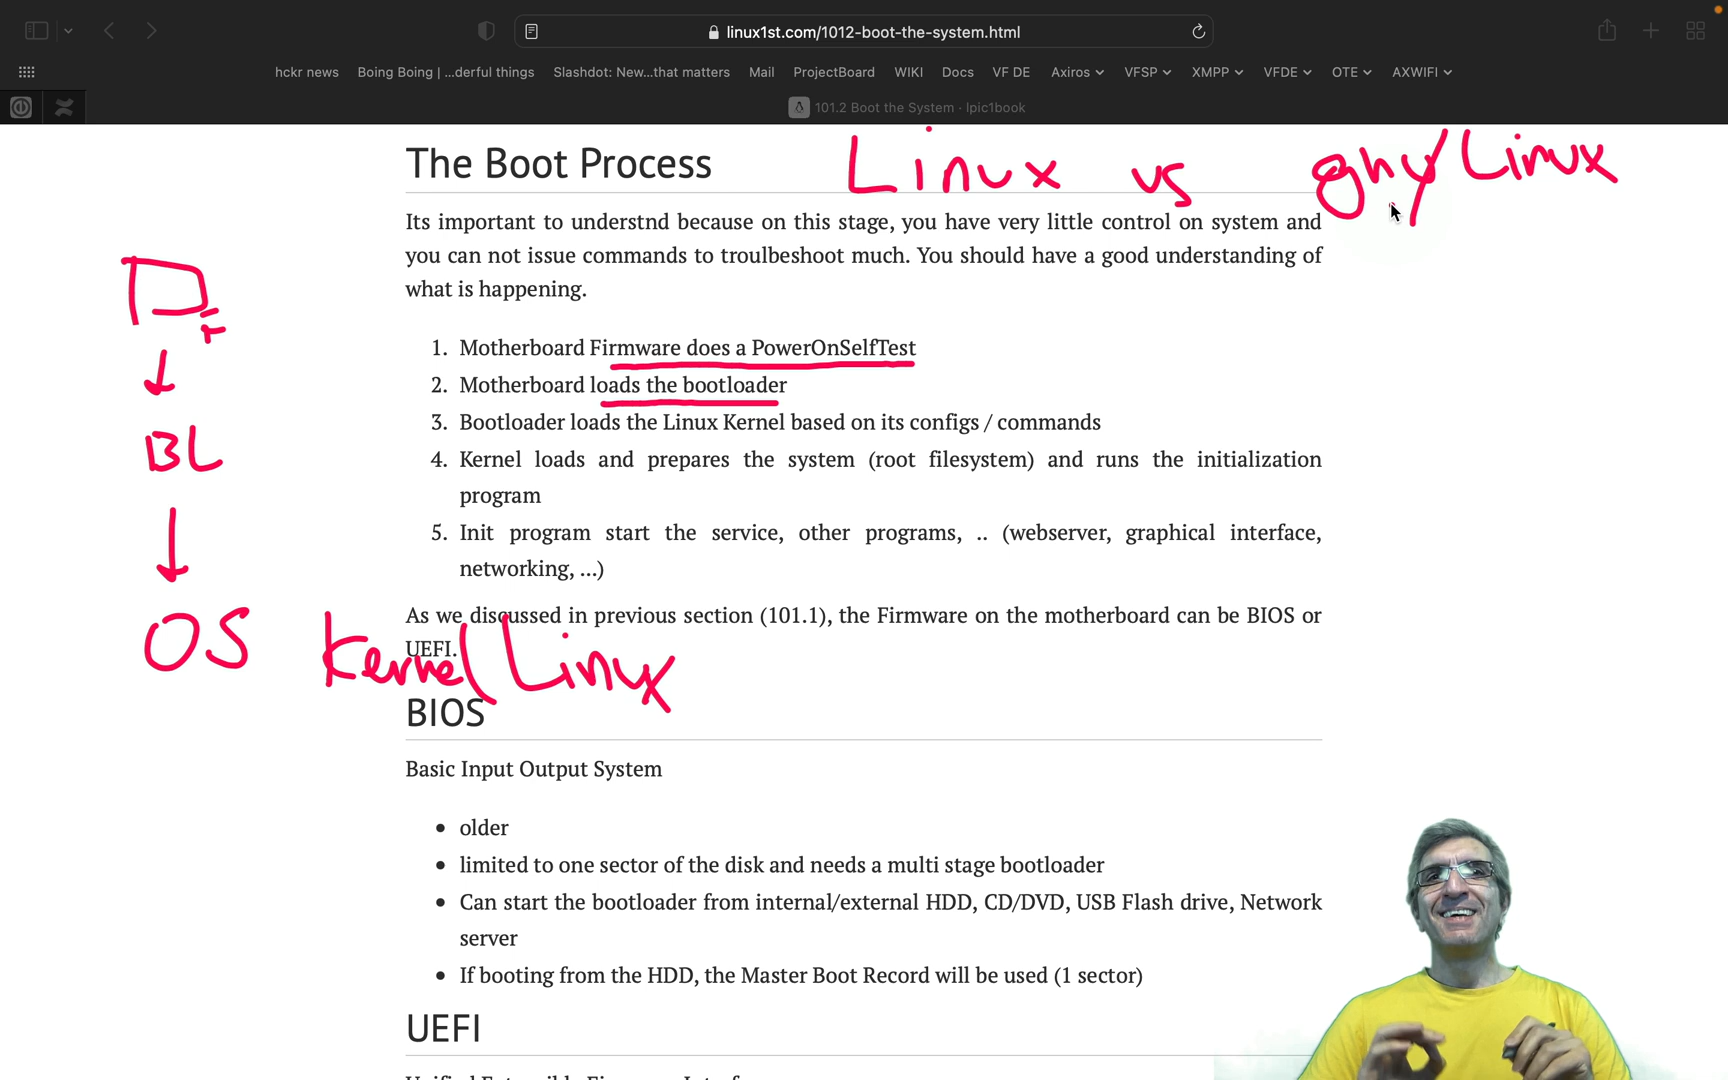 linux1st.com/1012-boot-the-system.html
hckr news Boing Boing | ...derful things Slashdot: New...that matters Mail ProjectBoard WIKI Docs VF DE Axiros VFSP XMPP VFDE OTE AXWIFI
101.2 Boot the System · lpic1book
The Boot Process
Linux vs gnu/Linux
Its important to understnd because on this stage, you have very little control on system and
you can not issue commands to troulbeshoot much. You should have a good understanding of
what is happening.
1. Motherboard Firmware does a PowerOnSelfTest
2. Motherboard loads the bootloader
3. Bootloader loads the Linux Kernel based on its configs / commands
4. Kernel loads and prepares the system (root filesystem) and runs the initialization
program
5. Init program start the service, other programs, .. (webserver, graphical interface,
networking, ...)
BL
OS Kernel Linux
As we discussed in previous section (101.1), the Firmware on the motherboard can be BIOS or
UEFI.
BIOS
Basic Input Output System
• older
• limited to one sector of the disk and needs a multi stage bootloader
• Can start the bootloader from internal/external HDD, CD/DVD, USB Flash drive, Network
server
• If booting from the HDD, the Master Boot Record will be used (1 sector)
UEFI